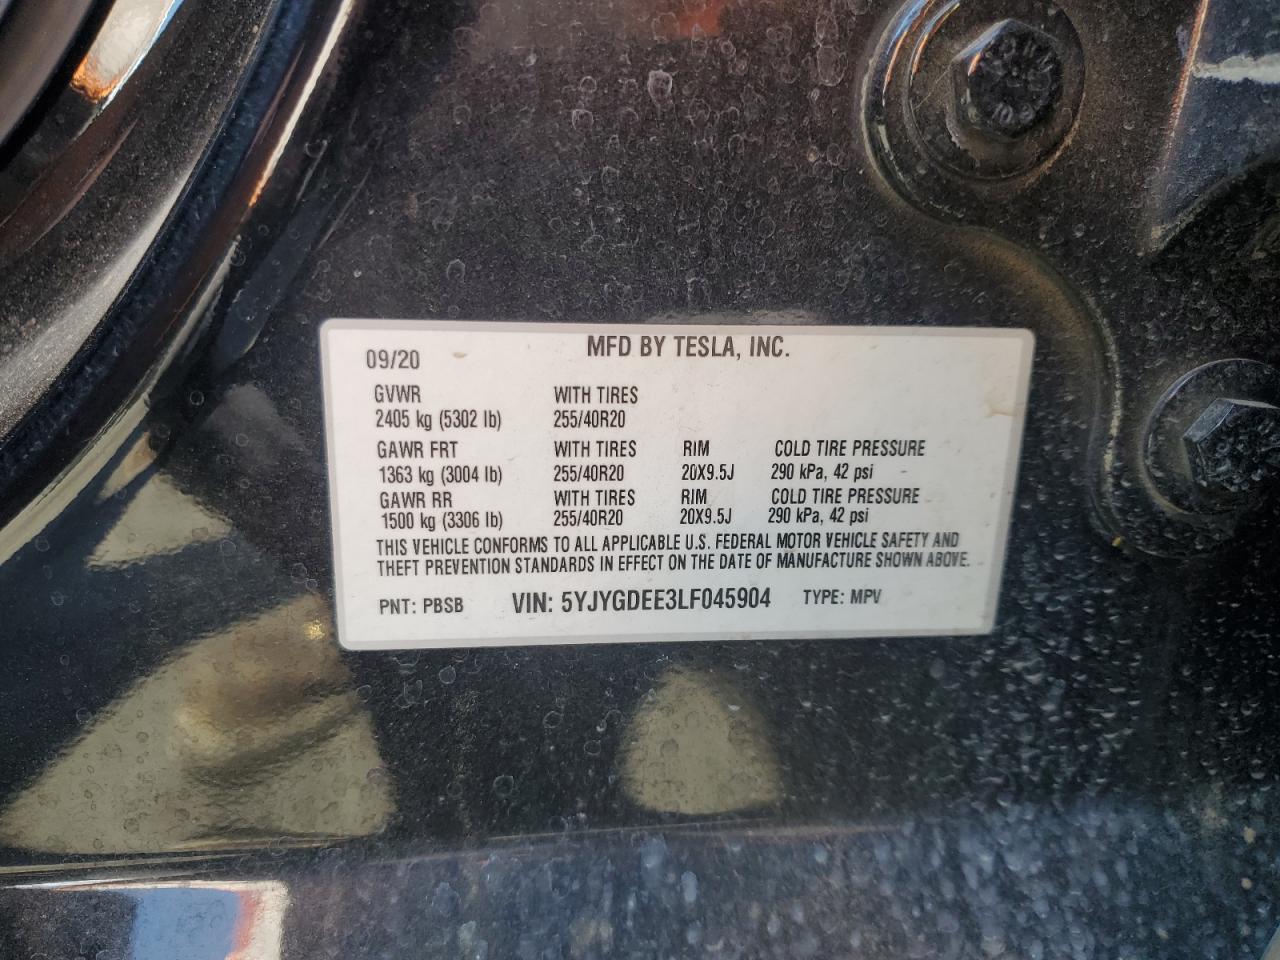 MFD BY TESLA, INC.
09/20
GVWR WITH TIRES
2405 kg (5302 lb) 255/40R20
GAWR FRT WITH TIRES RIM COLD TIRE PRESSURE
1363 kg (3004 lb) 255/40R20 20X9.5J 290 kPa, 42 psi
GAWR RR WITH TIRES RIM COLD TIRE PRESSURE
1500 kg (3306 lb) 255/40R20 20X9.5J 290 kPa, 42 psi
THIS VEHICLE CONFORMS TO ALL APPLICABLE U.S. FEDERAL MOTOR VEHICLE SAFETY AND
THEFT PREVENTION STANDARDS IN EFFECT ON THE DATE OF MANUFACTURE SHOWN ABOVE.
PNT: PBSB VIN: 5YJYGDEE3LF045904 TYPE: MPV